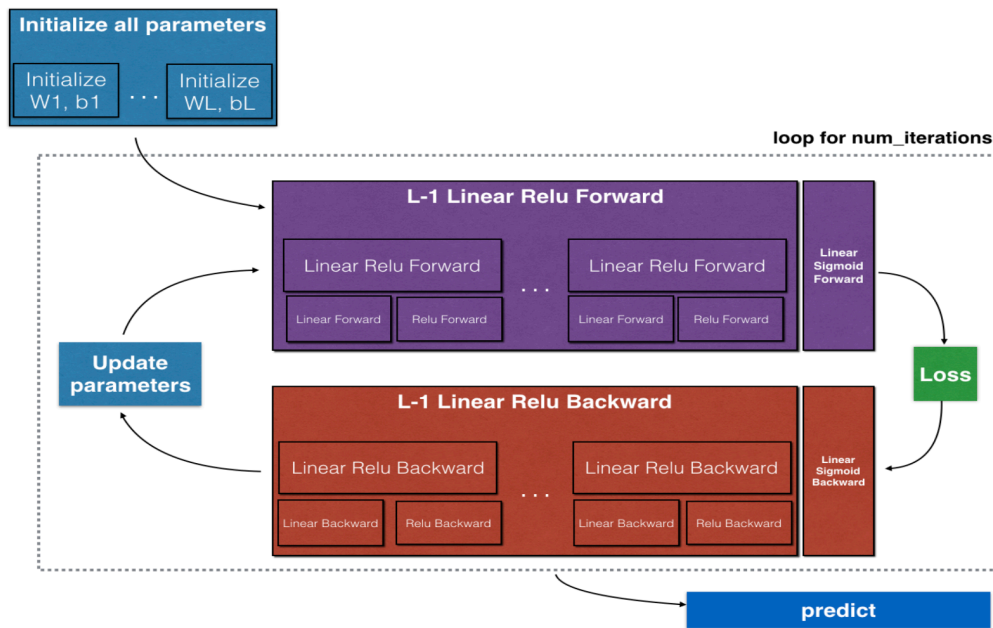 Initialize all parameters
Initialize
W1, b1
. . .
Initialize
WL, bL
loop for num_iterations
L-1 Linear Relu Forward
Linear Relu Forward
Linear Forward
Relu Forward
. . .
Linear Relu Forward
Linear Forward
Relu Forward
Linear
Sigmoid
Forward
Update
parameters
Loss
L-1 Linear Relu Backward
Linear Relu Backward
Linear Backward
Relu Backward
. . .
Linear Relu Backward
Linear Backward
Relu Backward
Linear
Sigmoid
Backward
predict